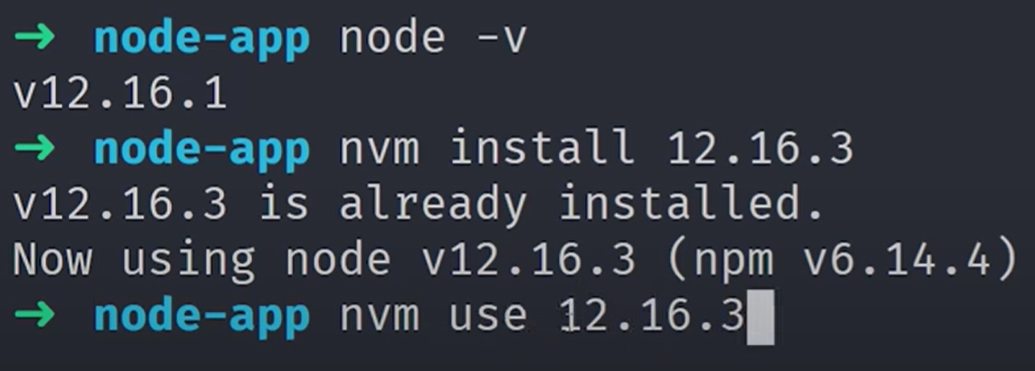 ➜ node-app node -v
v12.16.1
➜ node-app nvm install 12.16.3
v12.16.3 is already installed.
Now using node v12.16.3 (npm v6.14.4)
➜ node-app nvm use 12.16.3